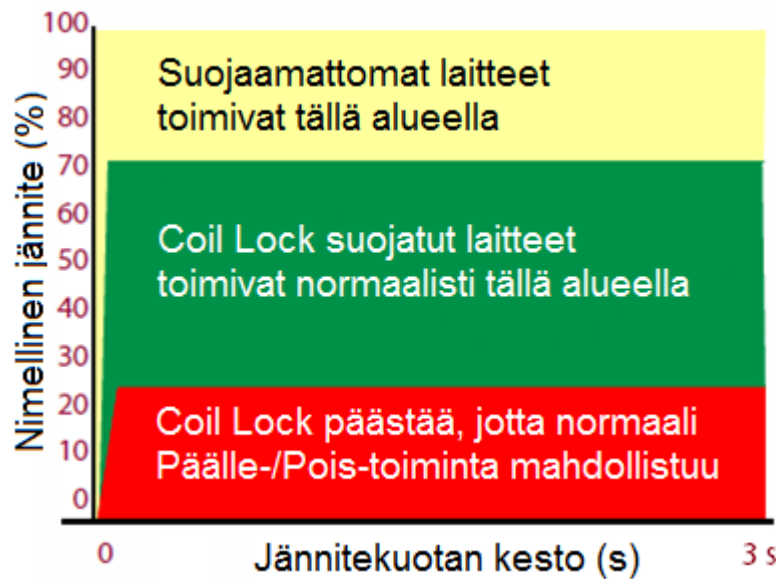 100
90
80
70
60
50
40
30
20
10
0
Nimellinen jännite (%)
Suojaamattomat laitteet
toimivat tällä alueella
Coil Lock suojatut laitteet
toimivat normaalisti tällä alueella
Coil Lock päästää, jotta normaali
Päälle-/Pois-toiminta mahdollistuu
0
Jännitekuotan kesto (s)
3 s